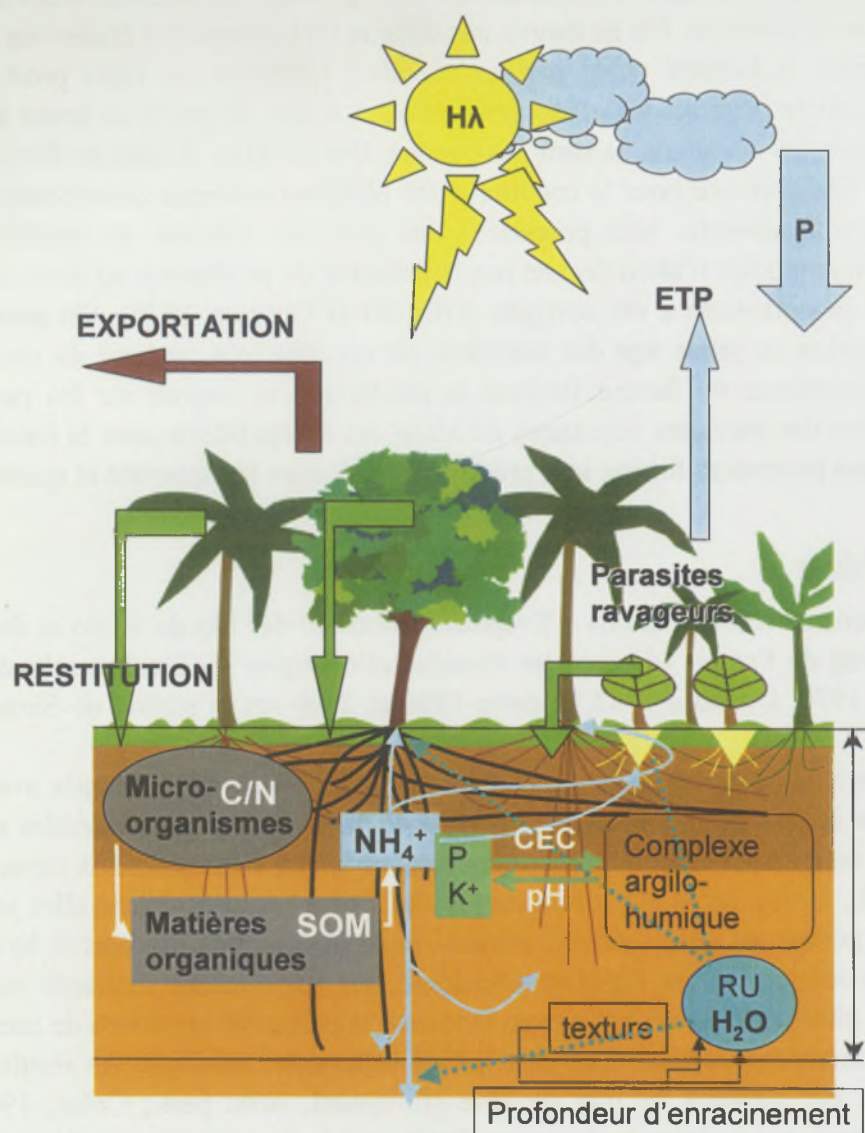 Hλ
P
ETP
EXPORTATION
Parasites
ravageurs
RESTITUTION
Micro-
organismes
C/N
NH₄⁺
P
K⁺
CEC
pH
Complexe
argilo-
humique
Matières
organiques
SOM
RU
H₂O
texture
Profondeur d'enracinement